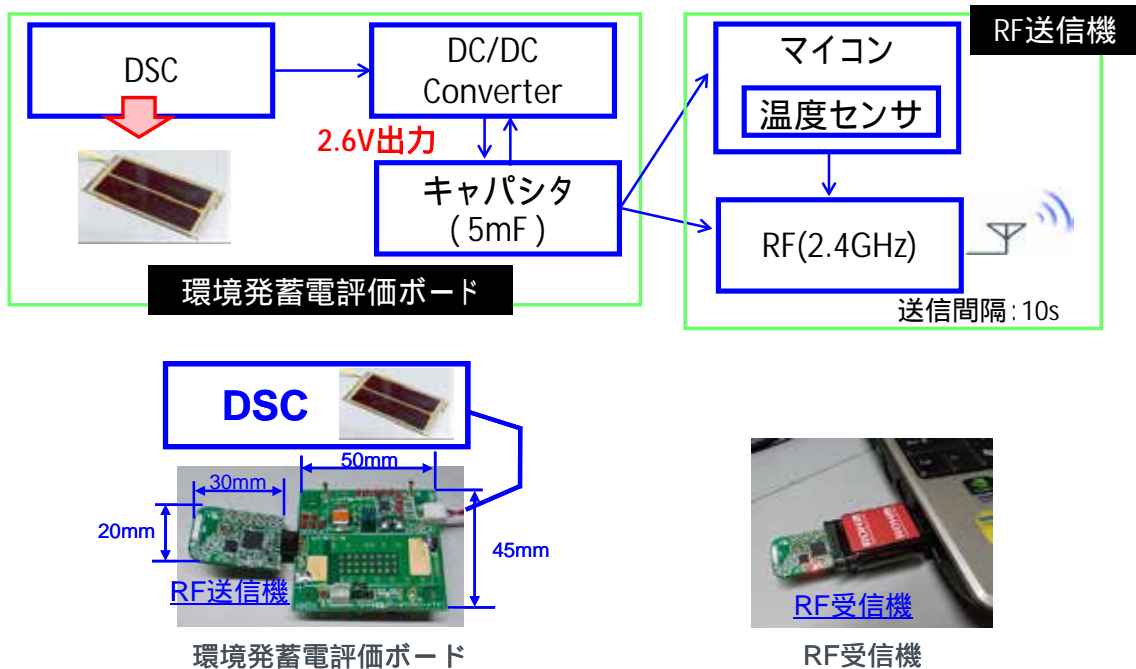 RF送信機
DSC
DC/DC
Converter
マイコン
温度センサ
2.6V出力
キャパシタ
(5mF)
RF(2.4GHz)
環境発蓄電評価ボード
送信間隔:10s
DSC
50mm
30mm
20mm
45mm
RF送信機
RF受信機
環境発蓄電評価ボード
RF受信機